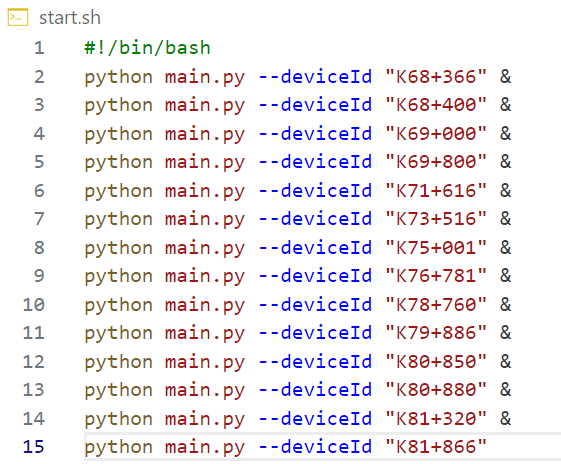 start.sh
1 #!/bin/bash
2 python main.py --deviceId "K68+366" &
3 python main.py --deviceId "K68+400" &
4 python main.py --deviceId "K69+000" &
5 python main.py --deviceId "K69+800" &
6 python main.py --deviceId "K71+616" &
7 python main.py --deviceId "K73+516" &
8 python main.py --deviceId "K75+001" &
9 python main.py --deviceId "K76+781" &
10 python main.py --deviceId "K78+760" &
11 python main.py --deviceId "K79+886" &
12 python main.py --deviceId "K80+850" &
13 python main.py --deviceId "K80+880" &
14 python main.py --deviceId "K81+320" &
15 python main.py --deviceId "K81+866"